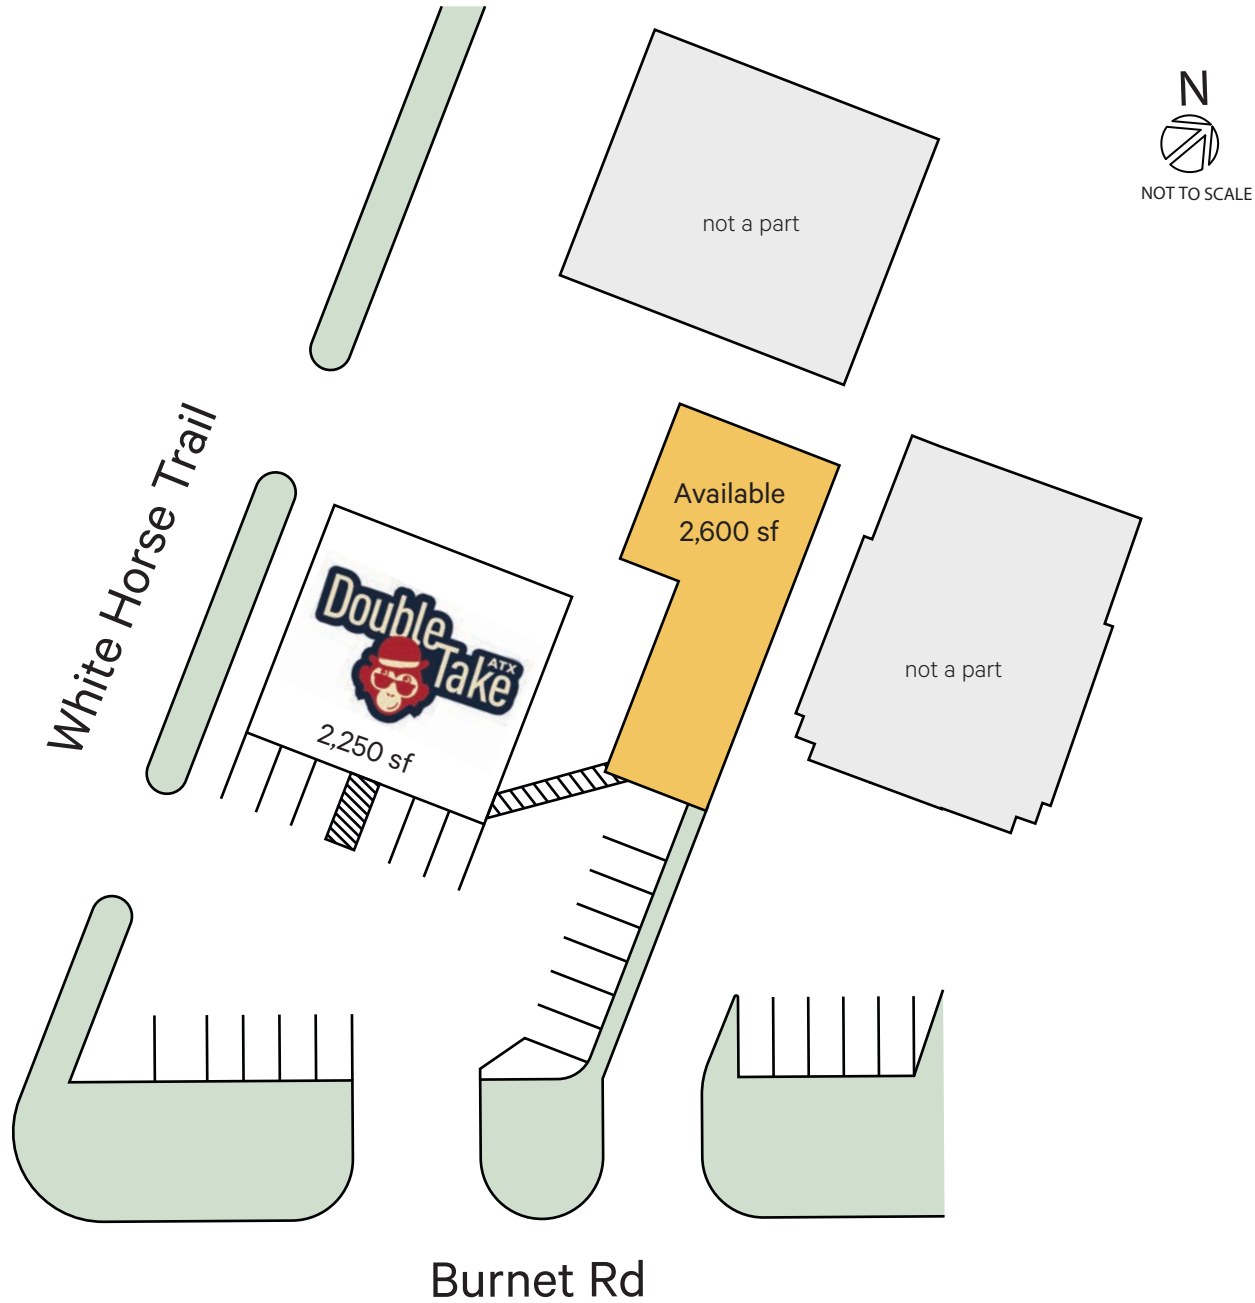 N
NOT TO SCALE
not a part
White Horse Trail
Available
2,600 sf
Double
Take
ATX
2,250 sf
not a part
Burnet Rd